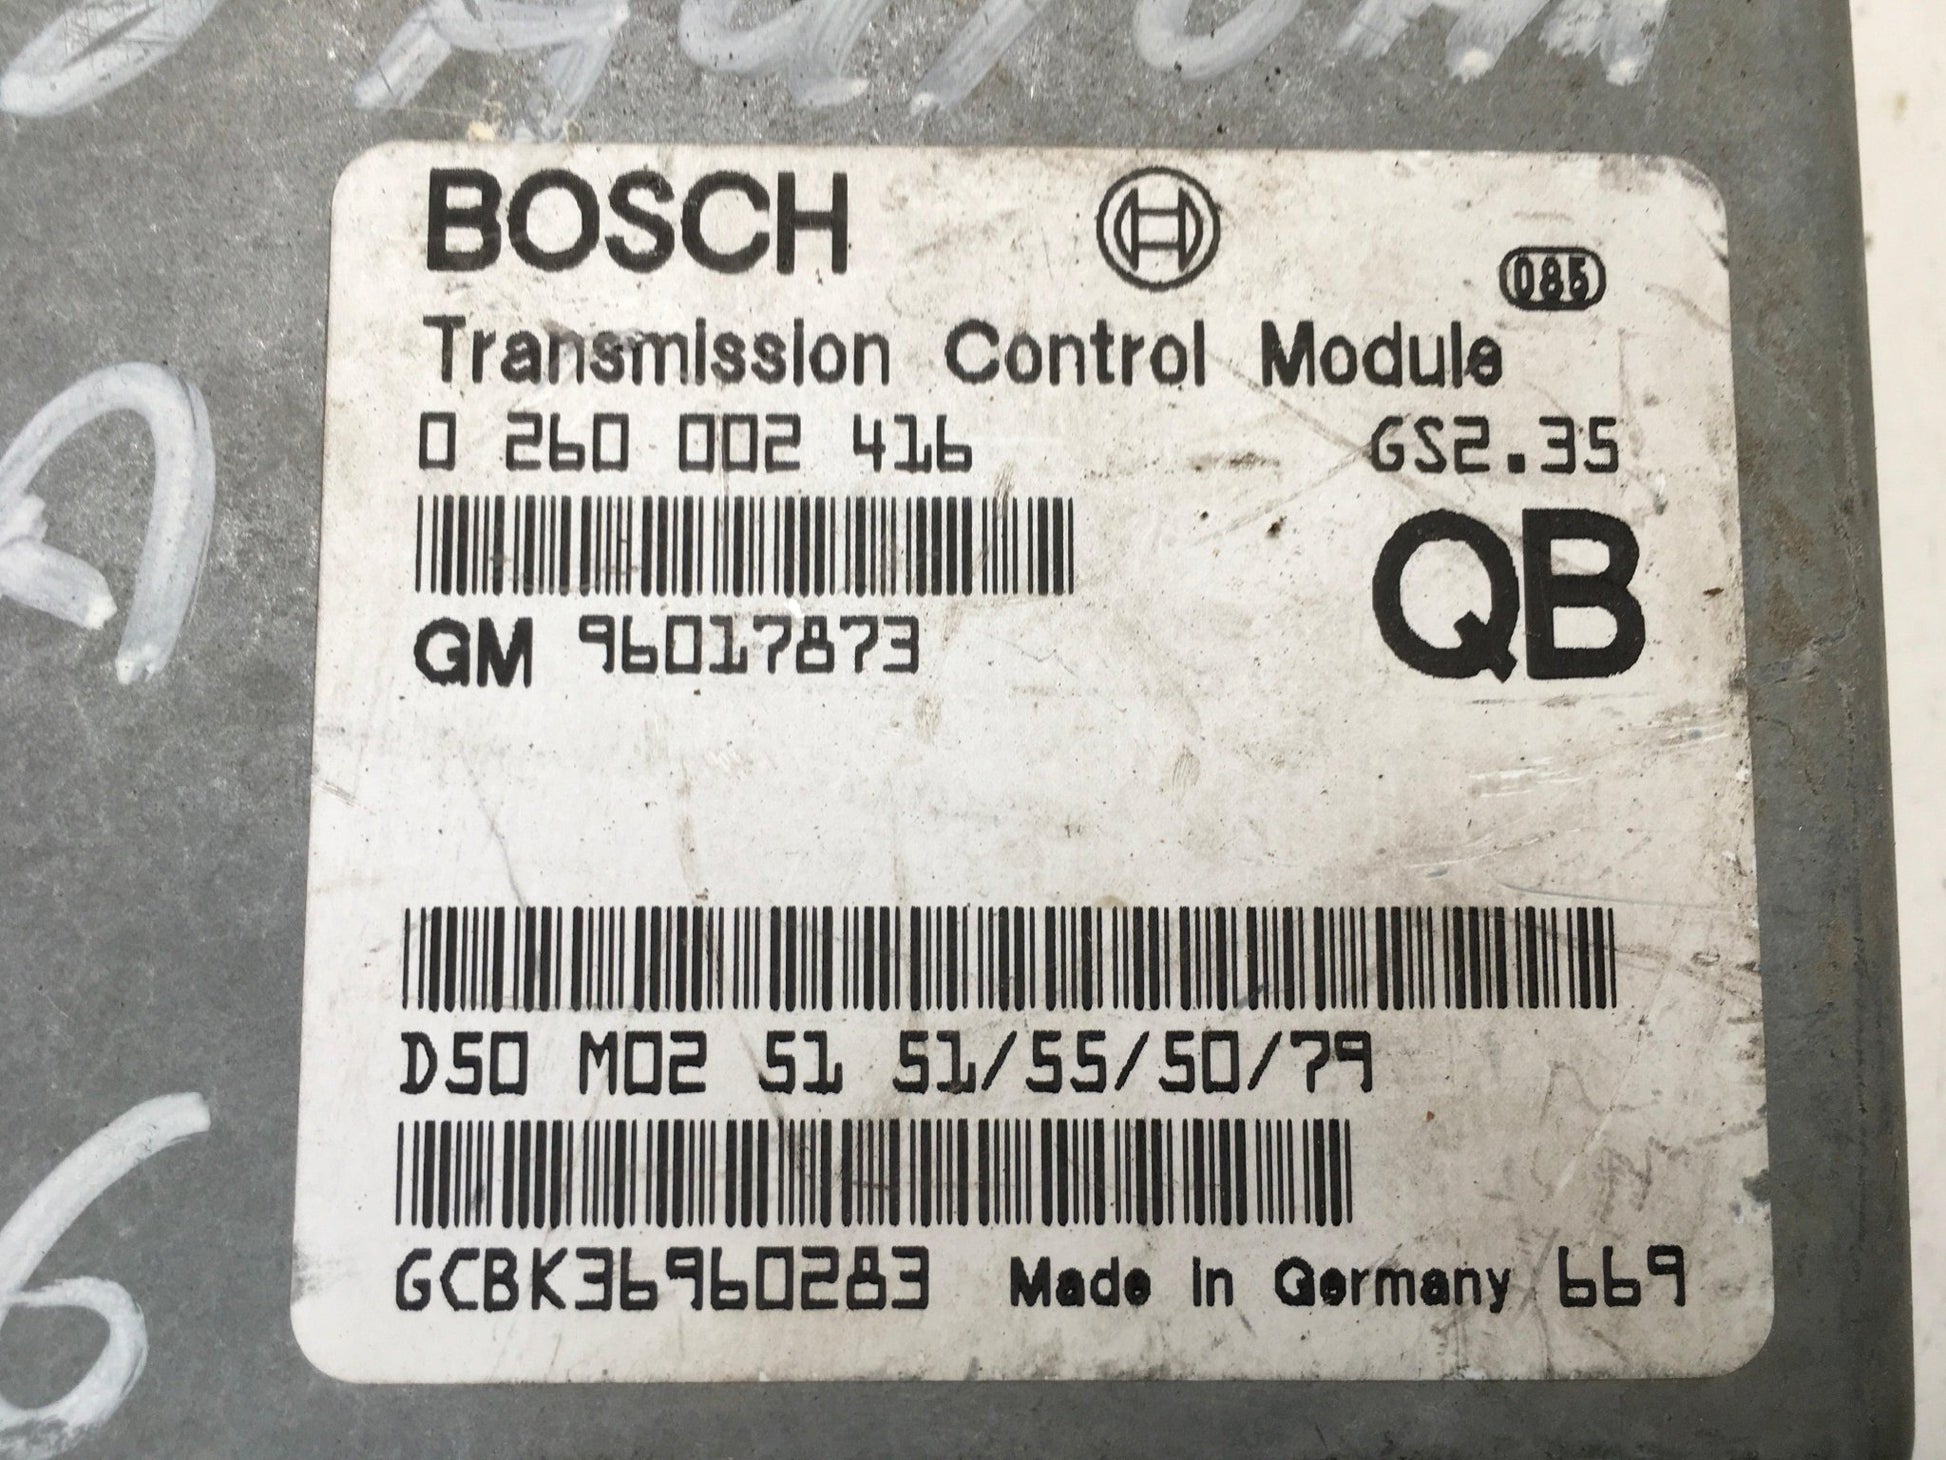 BOSCH
085
Transmission Control Module
0 260 002 416 GS2.35
QB
GM 96017873
D50 M02 51 51/55/50/79
GCBK36960283 Made in Germany 669
6